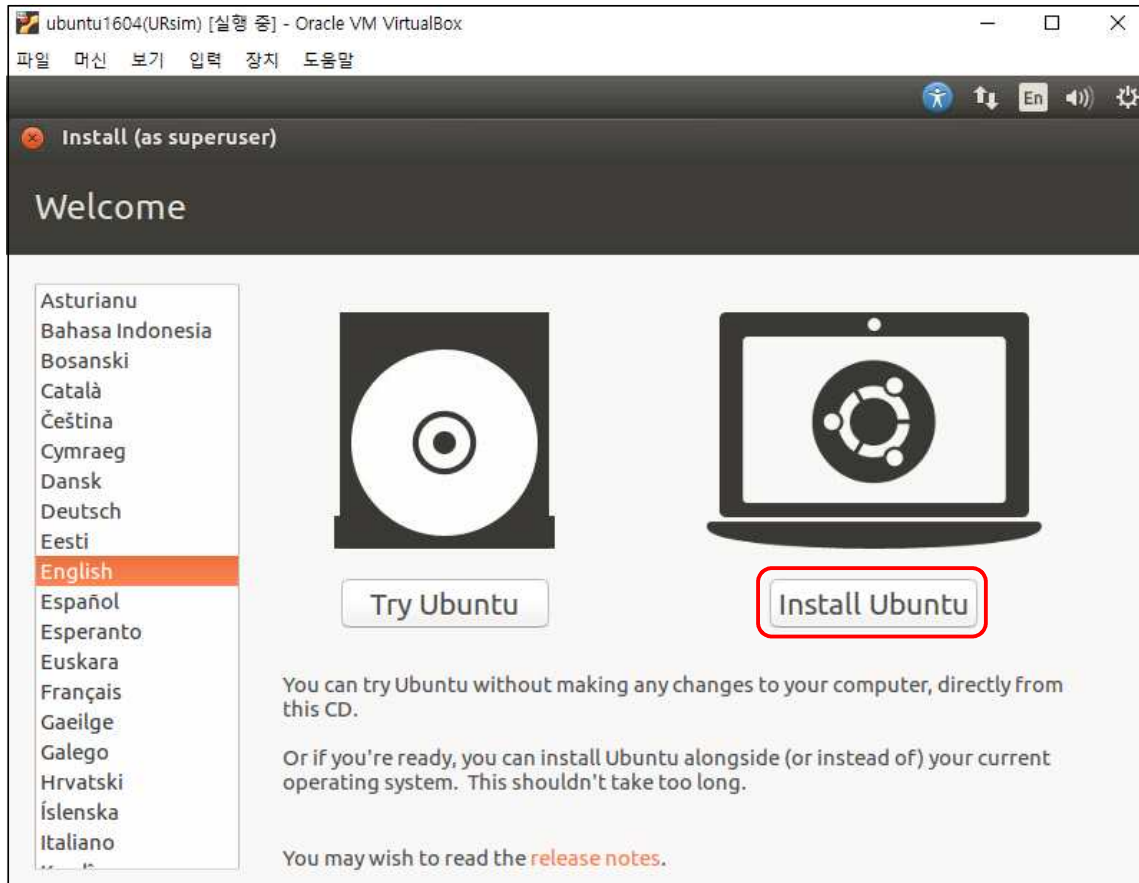 ubuntu1604(URsim) [실행 중] - Oracle VM VirtualBox
파일 머신 보기 입력 장치 도움말
En
Install (as superuser)
Welcome
Asturianu
Bahasa Indonesia
Bosanski
Català
Čeština
Cymraeg
Dansk
Deutsch
Eesti
English
Español
Esperanto
Euskara
Français
Gaeilge
Galego
Hrvatski
Íslenska
Italiano
Try Ubuntu
Install Ubuntu
You can try Ubuntu without making any changes to your computer, directly from
this CD.
Or if you're ready, you can install Ubuntu alongside (or instead of) your current
operating system. This shouldn't take too long.
You may wish to read the release notes.